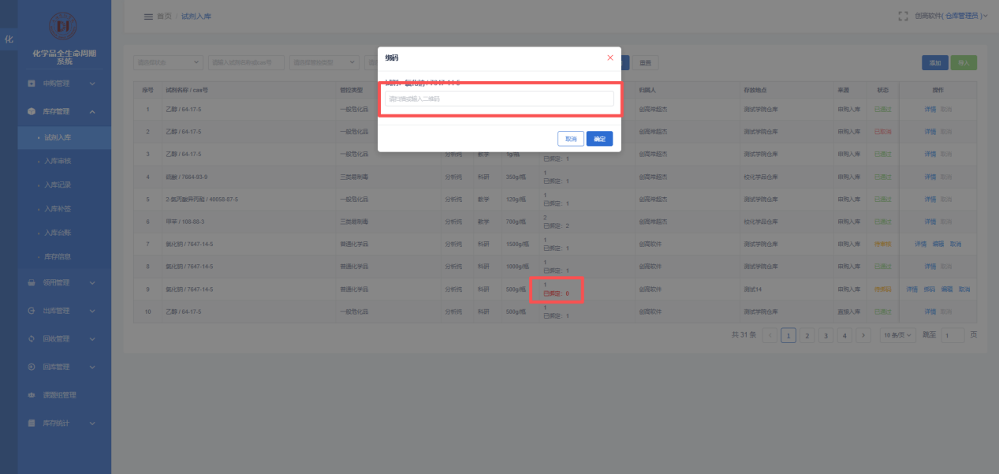 首页 / 试剂入库
创高软件( 仓库管理员 )
化
化学品全生命周期
系统
申购管理
库存管理
试剂入库
入库审核
入库记录
入库补签
入库台账
库存信息
领用管理
出库管理
回收管理
回库管理
课题组管理
库存统计
请选择状态
请输入试剂名称或cas号
请选择管控类型
重置
添加
导入
绑码
请扫描或输入二维码
取消
确定
序号 试剂名称 / cas号 管控类型 归属人 存放地点 来源 状态 操作
1 乙醇 / 64-17-5 一般危化品 创高常超杰 测试学院仓库 申购入库 已通过 详情 取消
2 乙醇 / 64-17-5 一般危化品 创高常超杰 测试学院仓库 申购入库 已取消 详情 取消
3 乙醇 / 64-17-5 一般危化品 分析纯 教学 1g/瓶 已绑定：1 创高常超杰 测试学院仓库 申购入库 已通过 详情 取消
4 硫酸 / 7664-93-9 三类易制毒 分析纯 科研 350g/瓶 1 已绑定：1 创高常超杰 校化学品仓库 申购入库 已通过 详情 取消
5 2-氨丙酸异丙酯 / 40058-87-5 一般危化品 分析纯 教学 120g/瓶 1 已绑定：1 创高常超杰 测试学院仓库 申购入库 已通过 详情 取消
6 甲苯 / 108-88-3 三类易制毒 分析纯 教学 700g/瓶 2 已绑定：2 创高常超杰 校化学品仓库 申购入库 已通过 详情 取消
7 氯化钠 / 7647-14-5 普通化学品 分析纯 科研 1500g/瓶 1 已绑定：1 创高软件 测试学院仓库 申购入库 待审核 详情 编辑 取消
8 氯化钠 / 7647-14-5 普通化学品 分析纯 科研 1000g/瓶 1 已绑定：1 创高软件 测试学院仓库 申购入库 已通过 详情 取消
9 氯化钠 / 7647-14-5 普通化学品 分析纯 科研 500g/瓶 1 已绑定：0 创高软件 测试14 申购入库 待绑码 详情 绑码 编辑 取消
10 乙醇 / 64-17-5 一般危化品 分析纯 科研 500g/瓶 1 已绑定：1 创高软件 测试学院仓库 直接入库 已通过 详情 取消
共 31 条 1 2 3 4 10 条/页 跳至 1 页